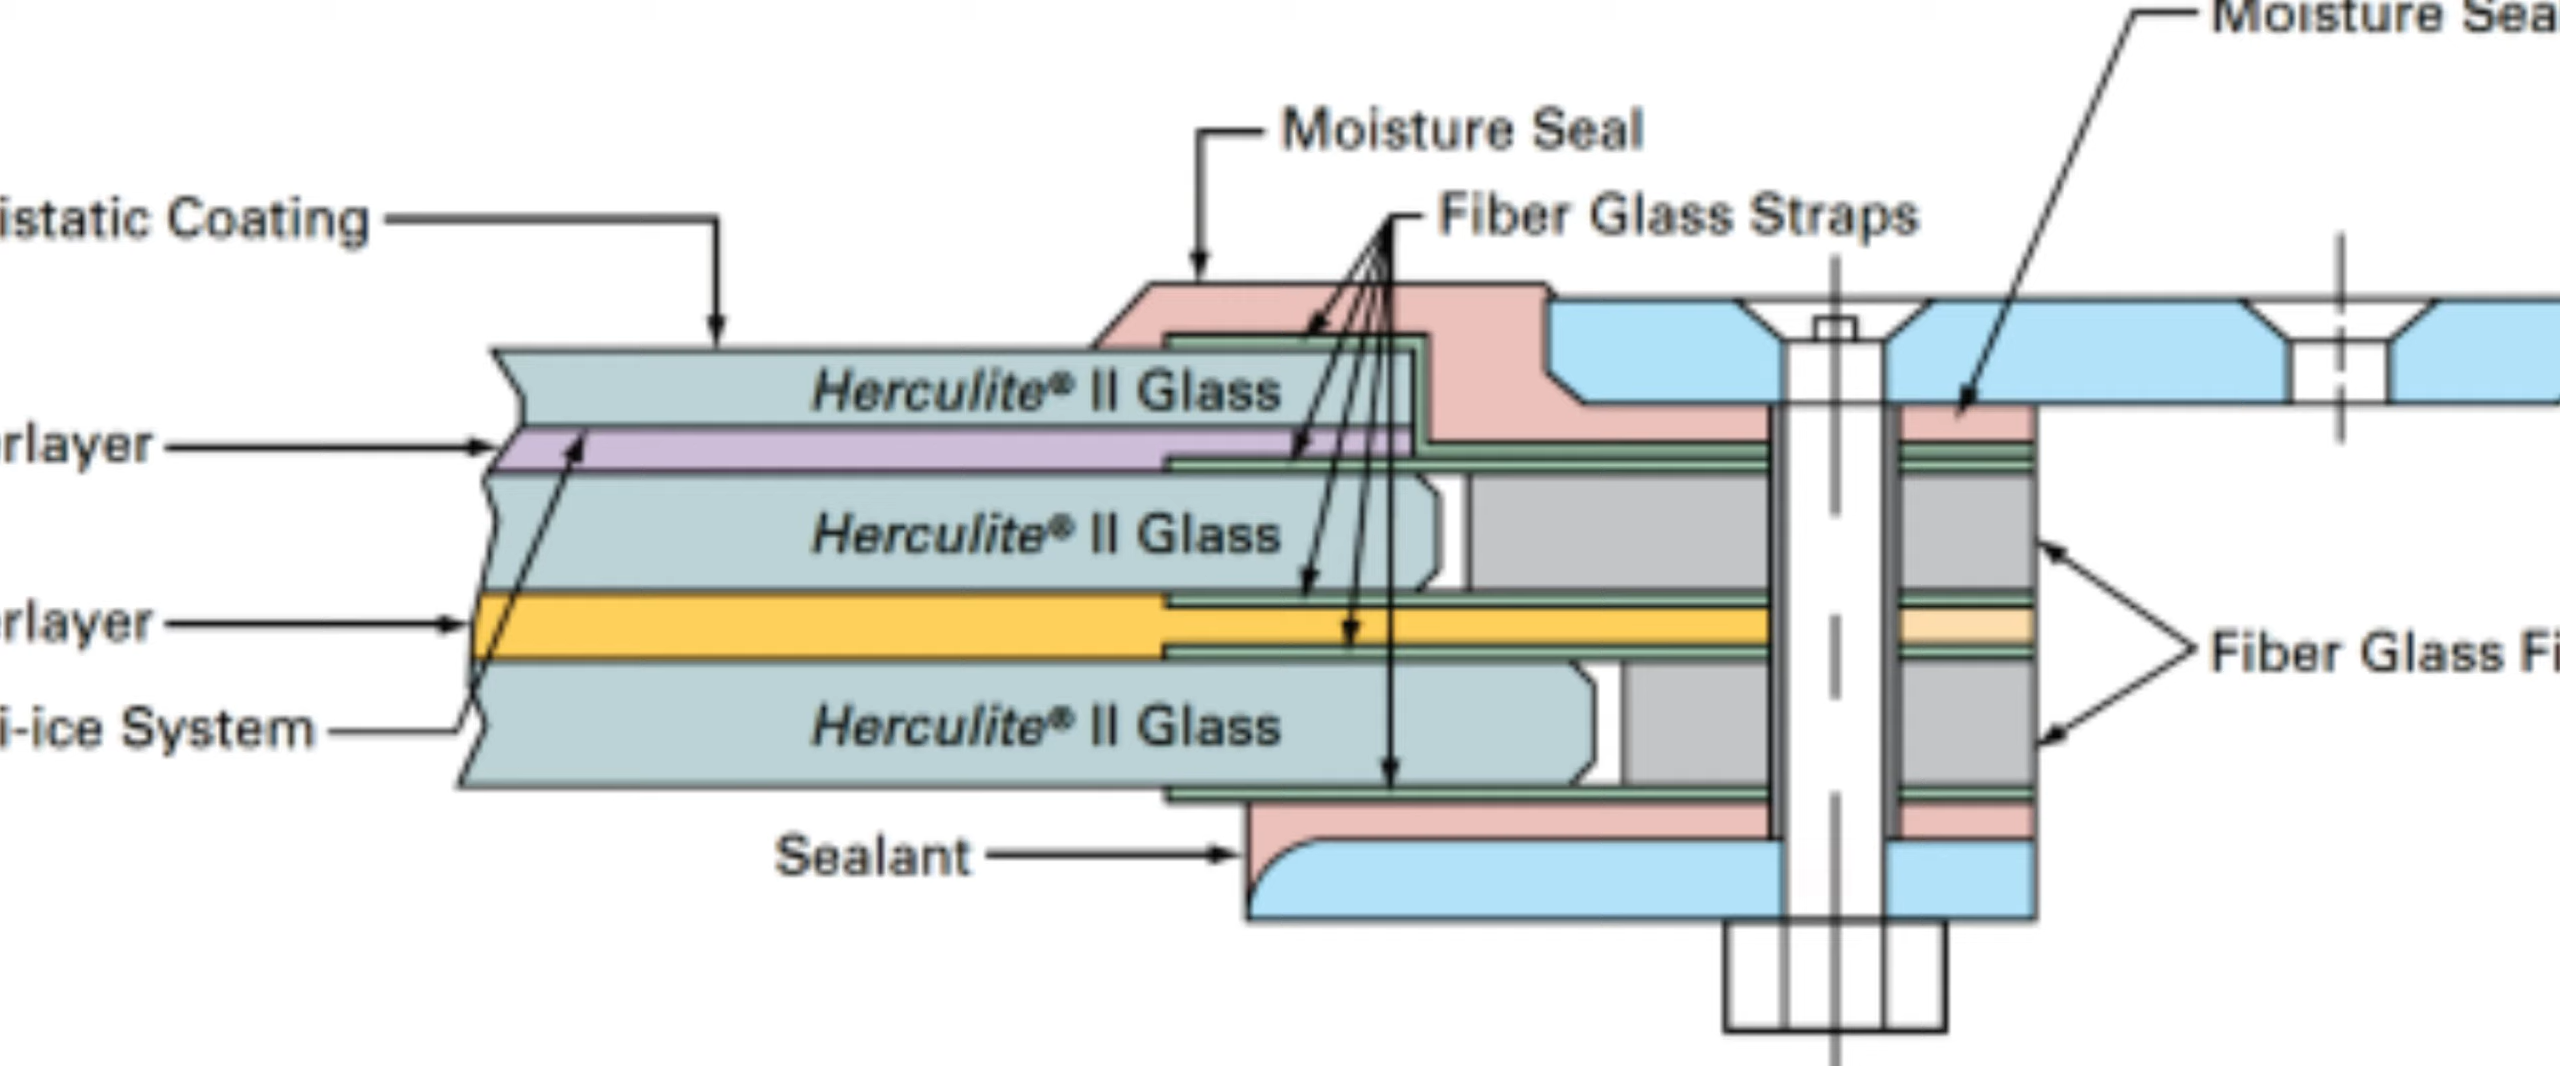 Moisture Sea
Moisture Seal
istatic Coating
Fiber Glass Straps
Herculite® II Glass
rlayer
Herculite® II Glass
rlayer
Fiber Glass Fi
i-ice System
Herculite® II Glass
Sealant